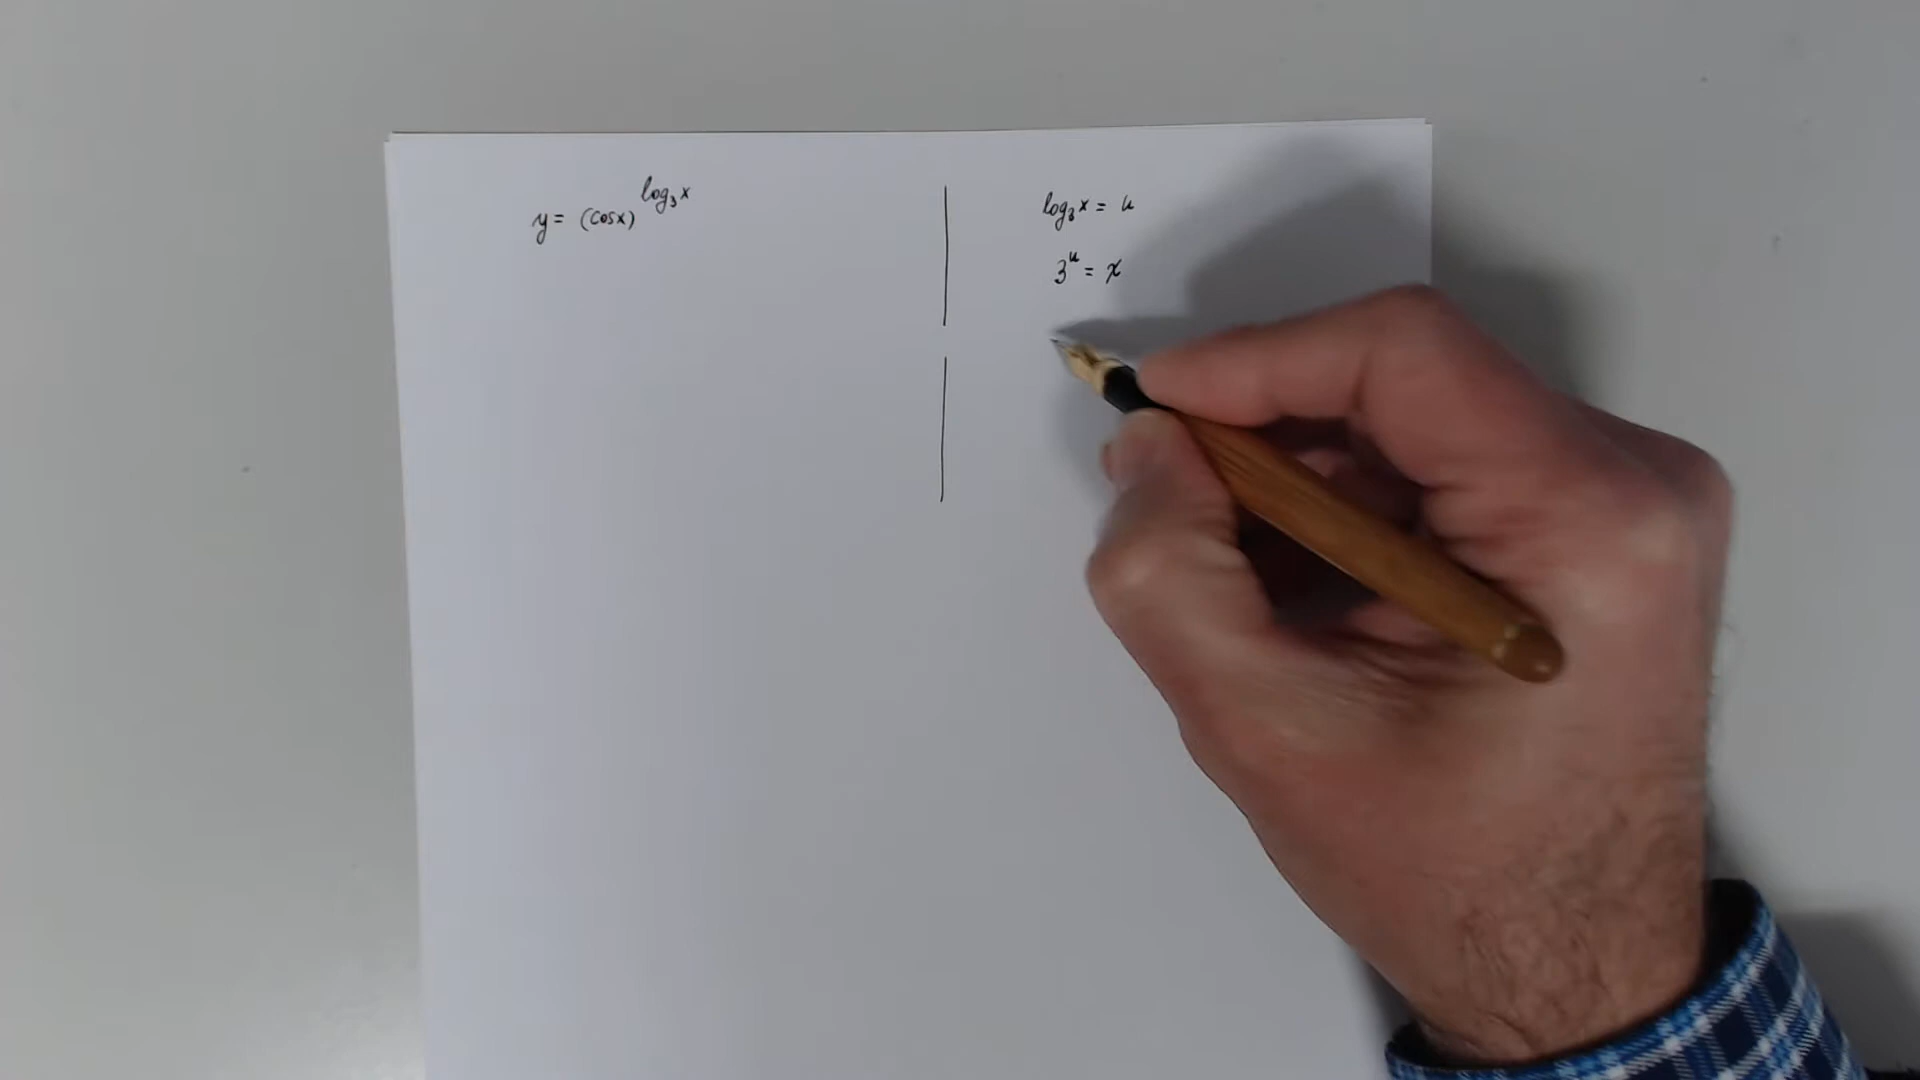 y = (cosx)^log₃x
log₃x = u
3^u = x